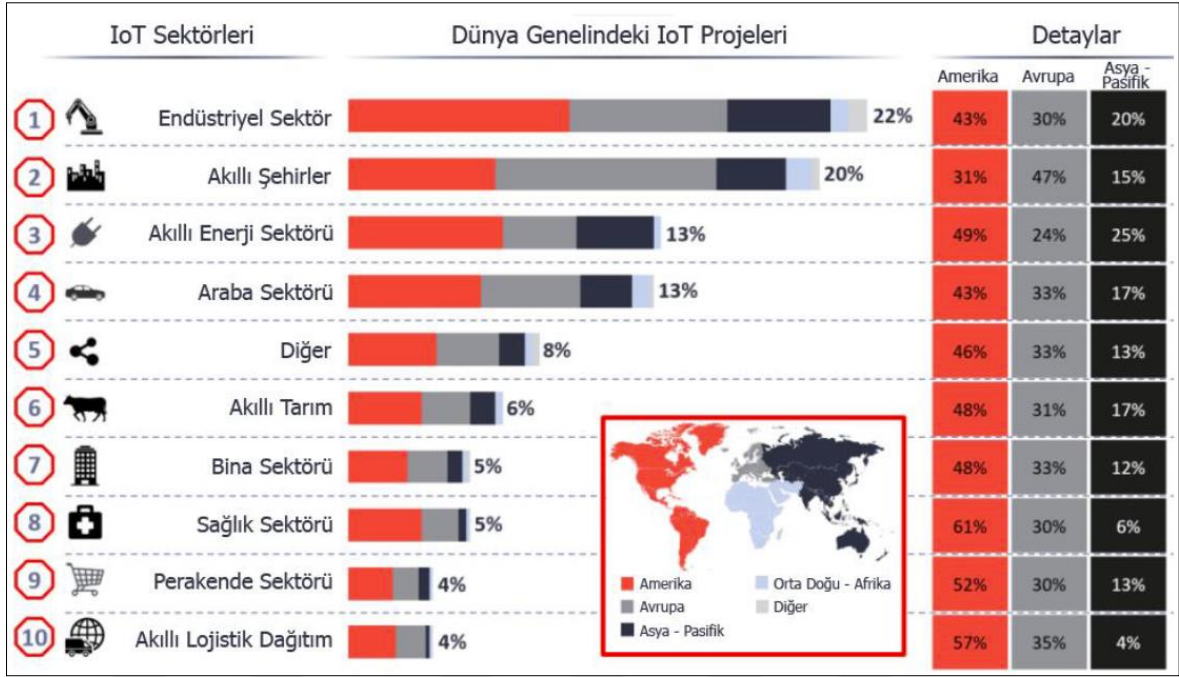 IoT Sektörleri Dünya Genelindeki IoT Projeleri Detaylar
Amerika Avrupa Asya -
Pasifik
1 Endüstriyel Sektör 22% 43% 30% 20%
2 Akıllı Şehirler 20% 31% 47% 15%
3 Akıllı Enerji Sektörü 13% 49% 24% 25%
4 Araba Sektörü 13% 43% 33% 17%
5 Diğer 8% 46% 33% 13%
6 Akıllı Tarım 6% 48% 31% 17%
7 Bina Sektörü 5% 48% 33% 12%
8 Sağlık Sektörü 5% 61% 30% 6%
9 Perakende Sektörü 4% 52% 30% 13%
10 Akıllı Lojistik Dağıtım 4% 57% 35% 4%
Amerika Orta Doğu - Afrika
Avrupa Diğer
Asya - Pasifik